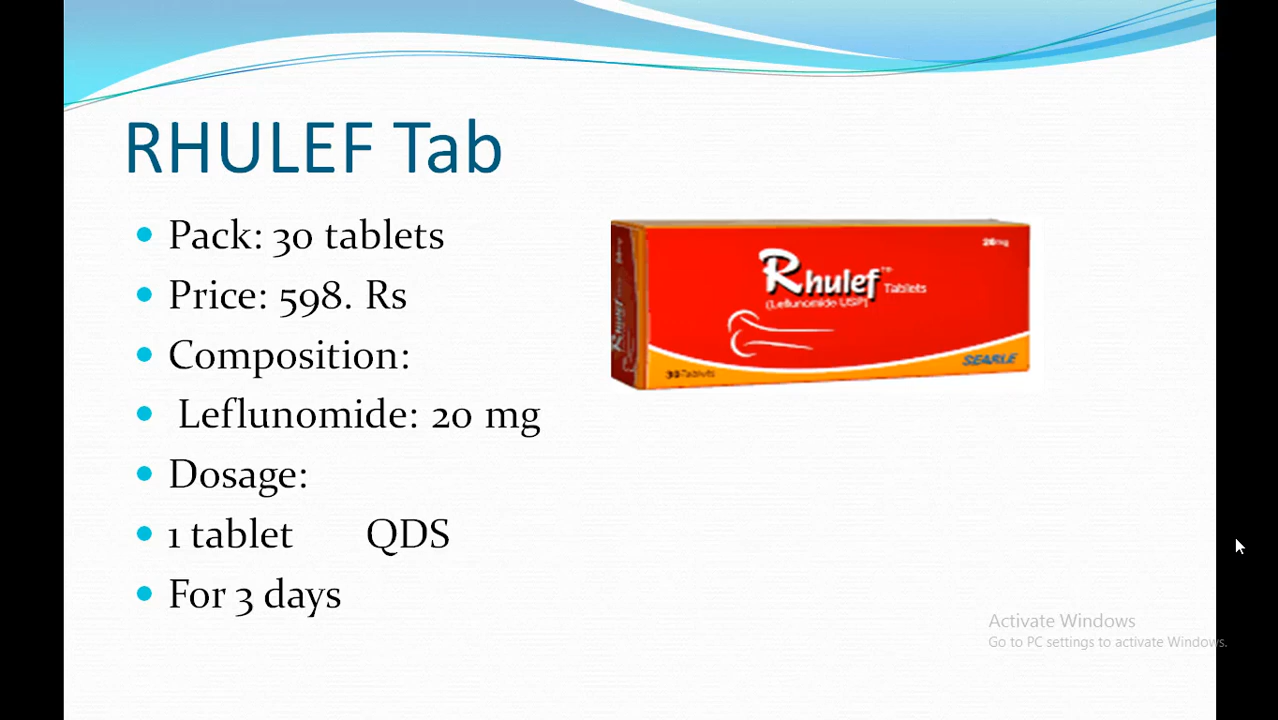 RHULEF Tab
Pack: 30 tablets
Price: 598. Rs
Composition:
Leflunomide: 20 mg
Dosage:
1 tablet QDS
For 3 days
20mg
Rhulef™ Tablets
(Leflunomide USP)
30 Tablets
SEARLE
Rhulef
Activate Windows
Go to PC settings to activate Windows.